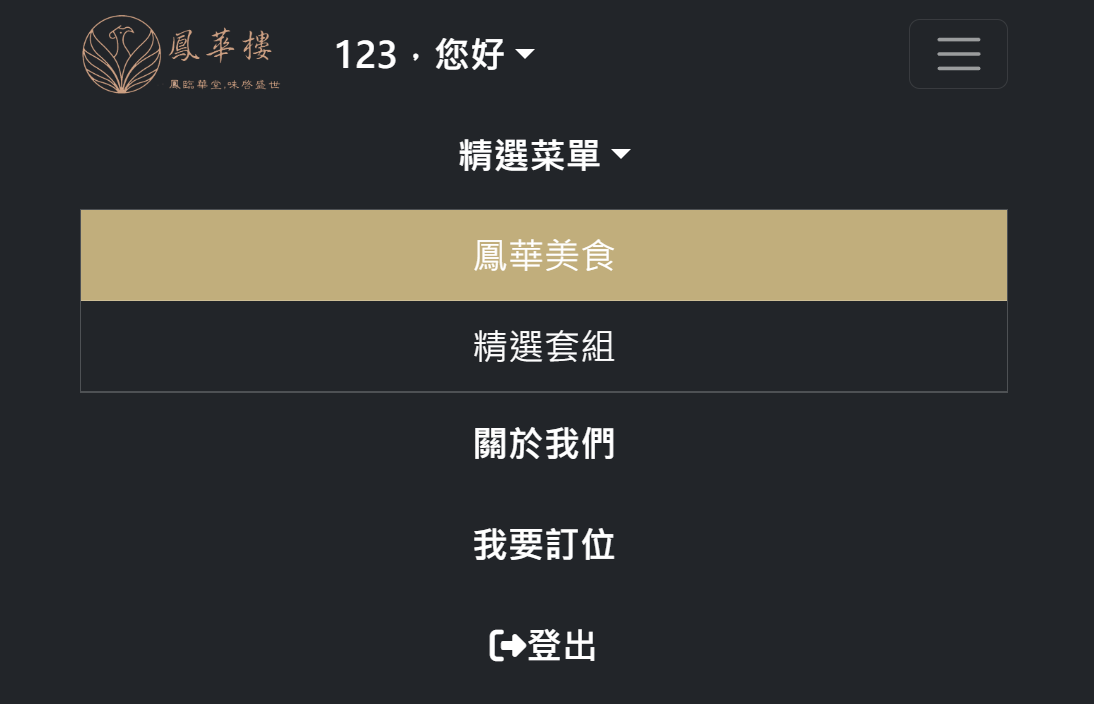 鳳華樓
鳳臨華堂,味啓盛世
123，您好
精選菜單
鳳華美食
精選套組
關於我們
我要訂位
登出